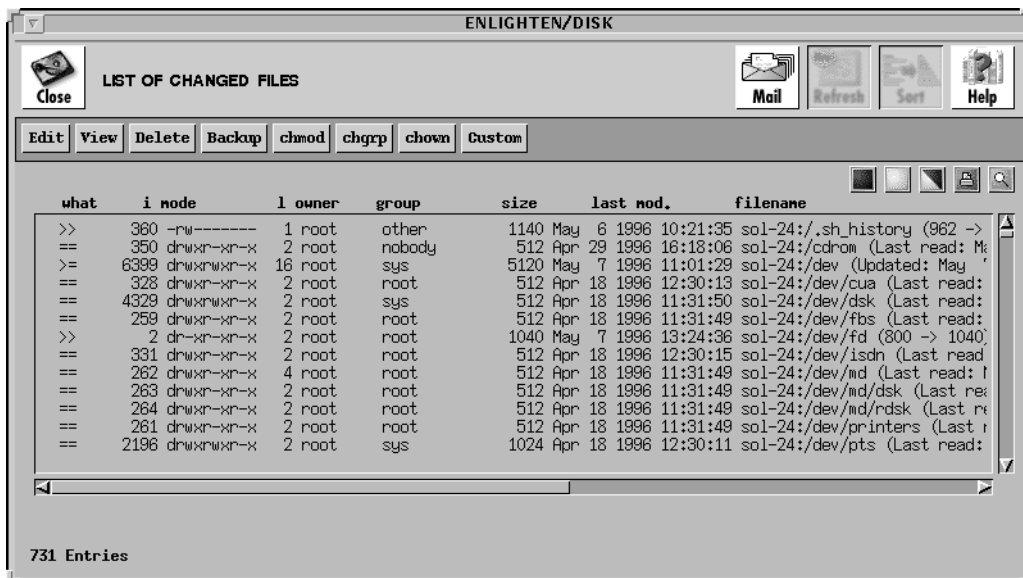 ENLIGHTEN/DISK
Close
LIST OF CHANGED FILES
Mail
Refresh
Sort
Help
Edit View Delete Backup chmod chgrp chown Custom
what i mode l owner group size last mod. filename
>> 360 -rw------- 1 root other 1140 May 6 1996 10:21:35 sol-24:/.sh_history (962 ->
== 350 drwxr-xr-x 2 root nobody 512 Apr 29 1996 16:18:06 sol-24:/cdrom (Last read:
>= 6399 drwxrwxr-x 16 root sys 5120 May 7 1996 11:01:29 sol-24:/dev (Updated: May
== 328 drwxr-xr-x 2 root root 512 Apr 18 1996 12:30:13 sol-24:/dev/cua (Last read:
== 4329 drwxrwxr-x 2 root sys 512 Apr 18 1996 11:31:50 sol-24:/dev/dsk (Last read:
== 259 drwxr-xr-x 2 root root 512 Apr 18 1996 11:31:49 sol-24:/dev/fbs (Last read:
>> 2 dr-xr-xr-x 2 root root 1040 May 7 1996 13:24:36 sol-24:/dev/fd (800 -> 1040)
== 331 drwxr-xr-x 2 root root 512 Apr 18 1996 12:30:15 sol-24:/dev/isdn (Last read
== 262 drwxr-xr-x 4 root root 512 Apr 18 1996 11:31:49 sol-24:/dev/md (Last read:
== 263 drwxr-xr-x 2 root root 512 Apr 18 1996 11:31:49 sol-24:/dev/md/dsk (Last
== 264 drwxr-xr-x 2 root root 512 Apr 18 1996 11:31:49 sol-24:/dev/md/rdsk (Last
== 261 drwxr-xr-x 2 root root 512 Apr 18 1996 11:31:49 sol-24:/dev/printers (Last
== 2196 drwxrwxr-x 2 root sys 1024 Apr 18 1996 12:30:11 sol-24:/dev/pts (Last read:
731 Entries